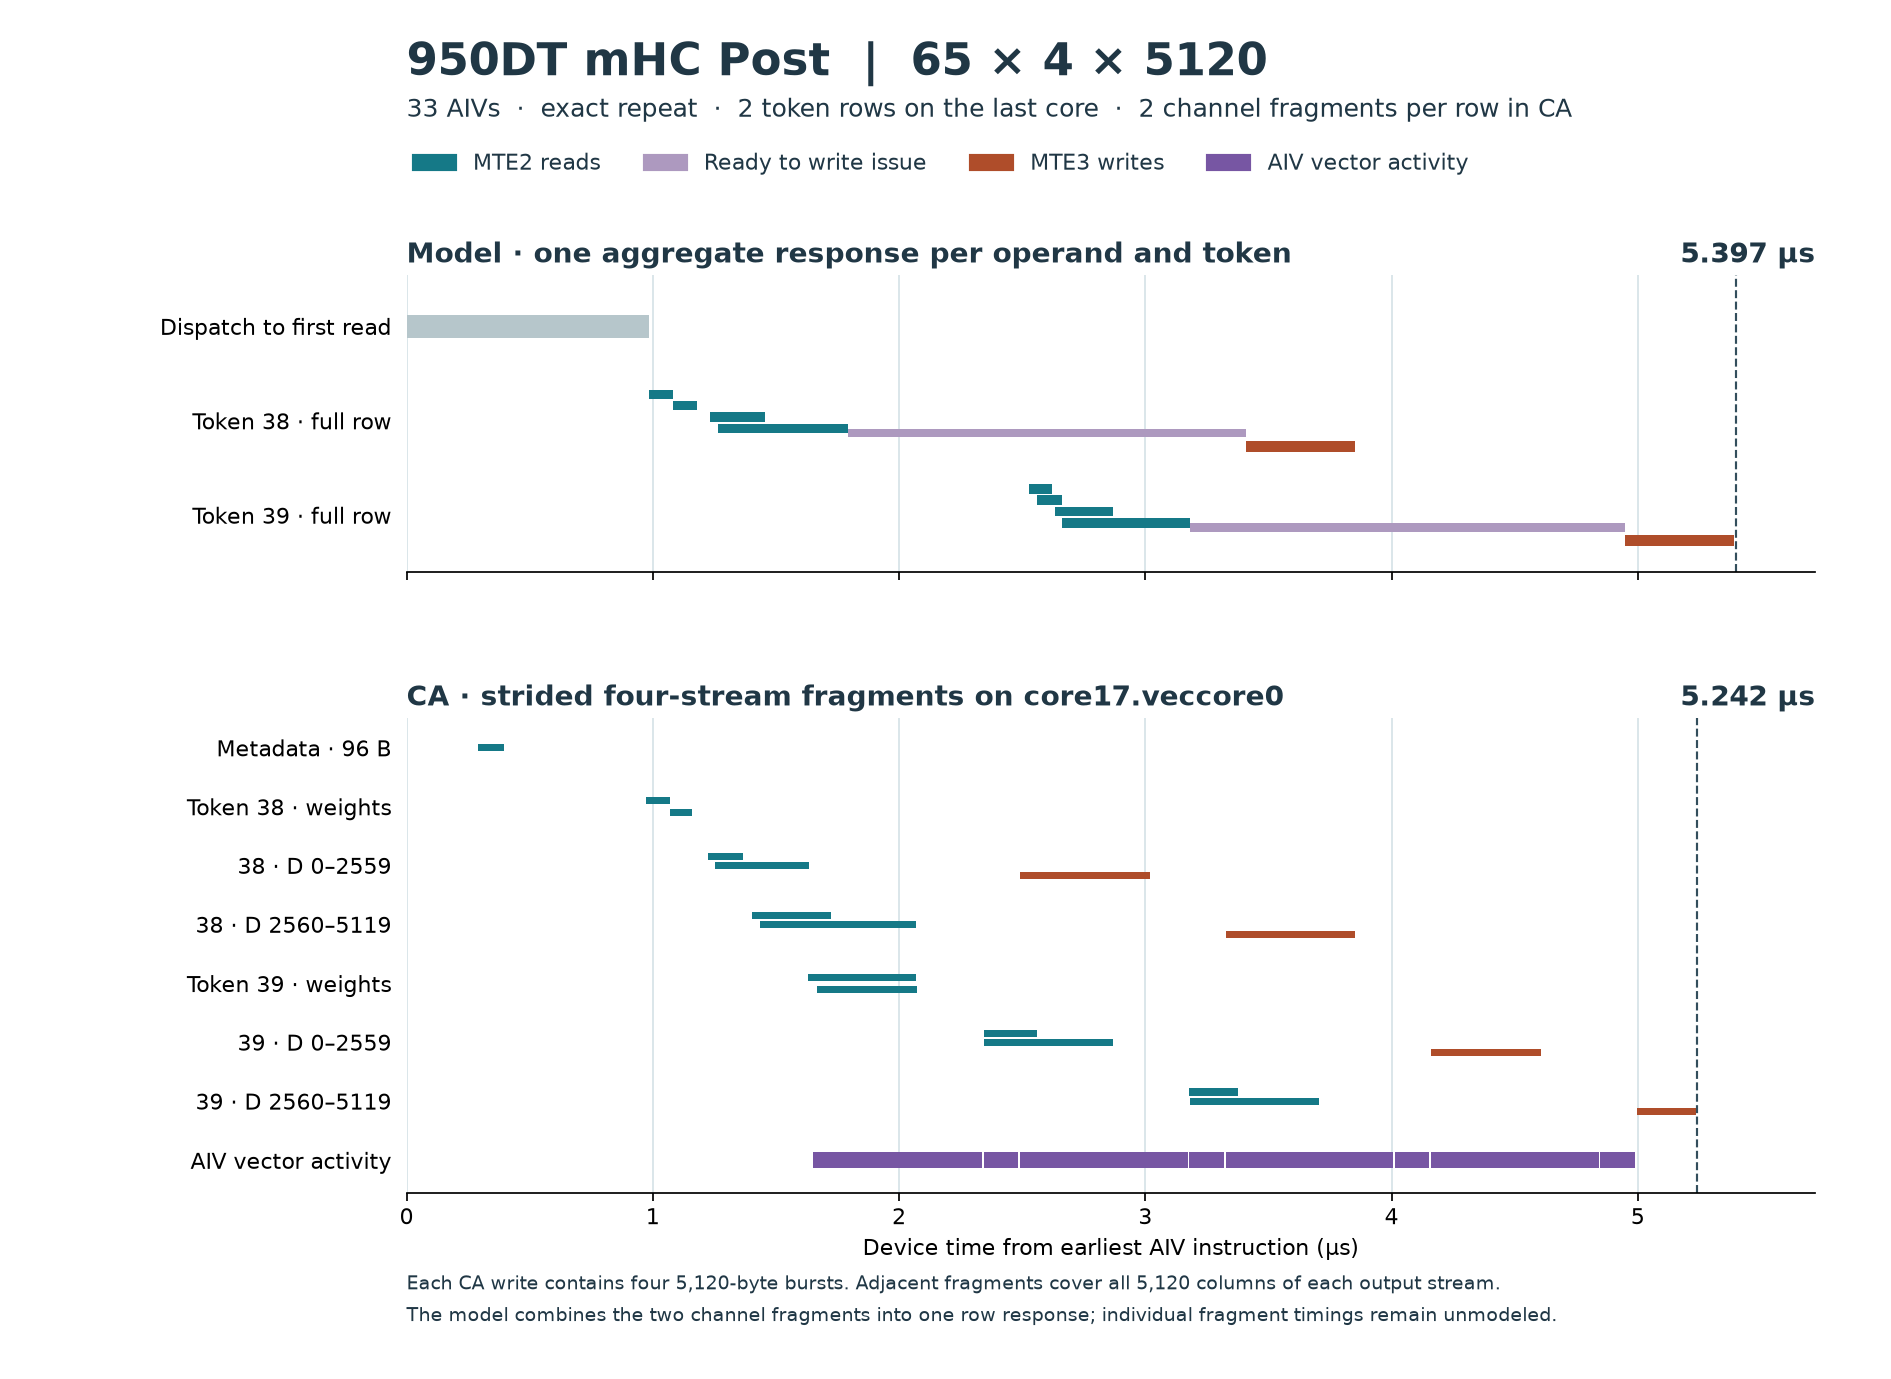 950DT mHC Post | 65 × 4 × 5120
33 AIVs · exact repeat · 2 token rows on the last core · 2 channel fragments per row in CA
MTE2 reads Ready to write issue MTE3 writes AIV vector activity
Model · one aggregate response per operand and token 5.397 µs
Dispatch to first read
Token 38 · full row
Token 39 · full row
CA · strided four-stream fragments on core17.veccore0 5.242 µs
Metadata · 96 B
Token 38 · weights
38 · D 0–2559
38 · D 2560–5119
Token 39 · weights
39 · D 0–2559
39 · D 2560–5119
AIV vector activity
0 1 2 3 4 5
Device time from earliest AIV instruction (µs)
Each CA write contains four 5,120-byte bursts. Adjacent fragments cover all 5,120 columns of each output stream.
The model combines the two channel fragments into one row response; individual fragment timings remain unmodeled.